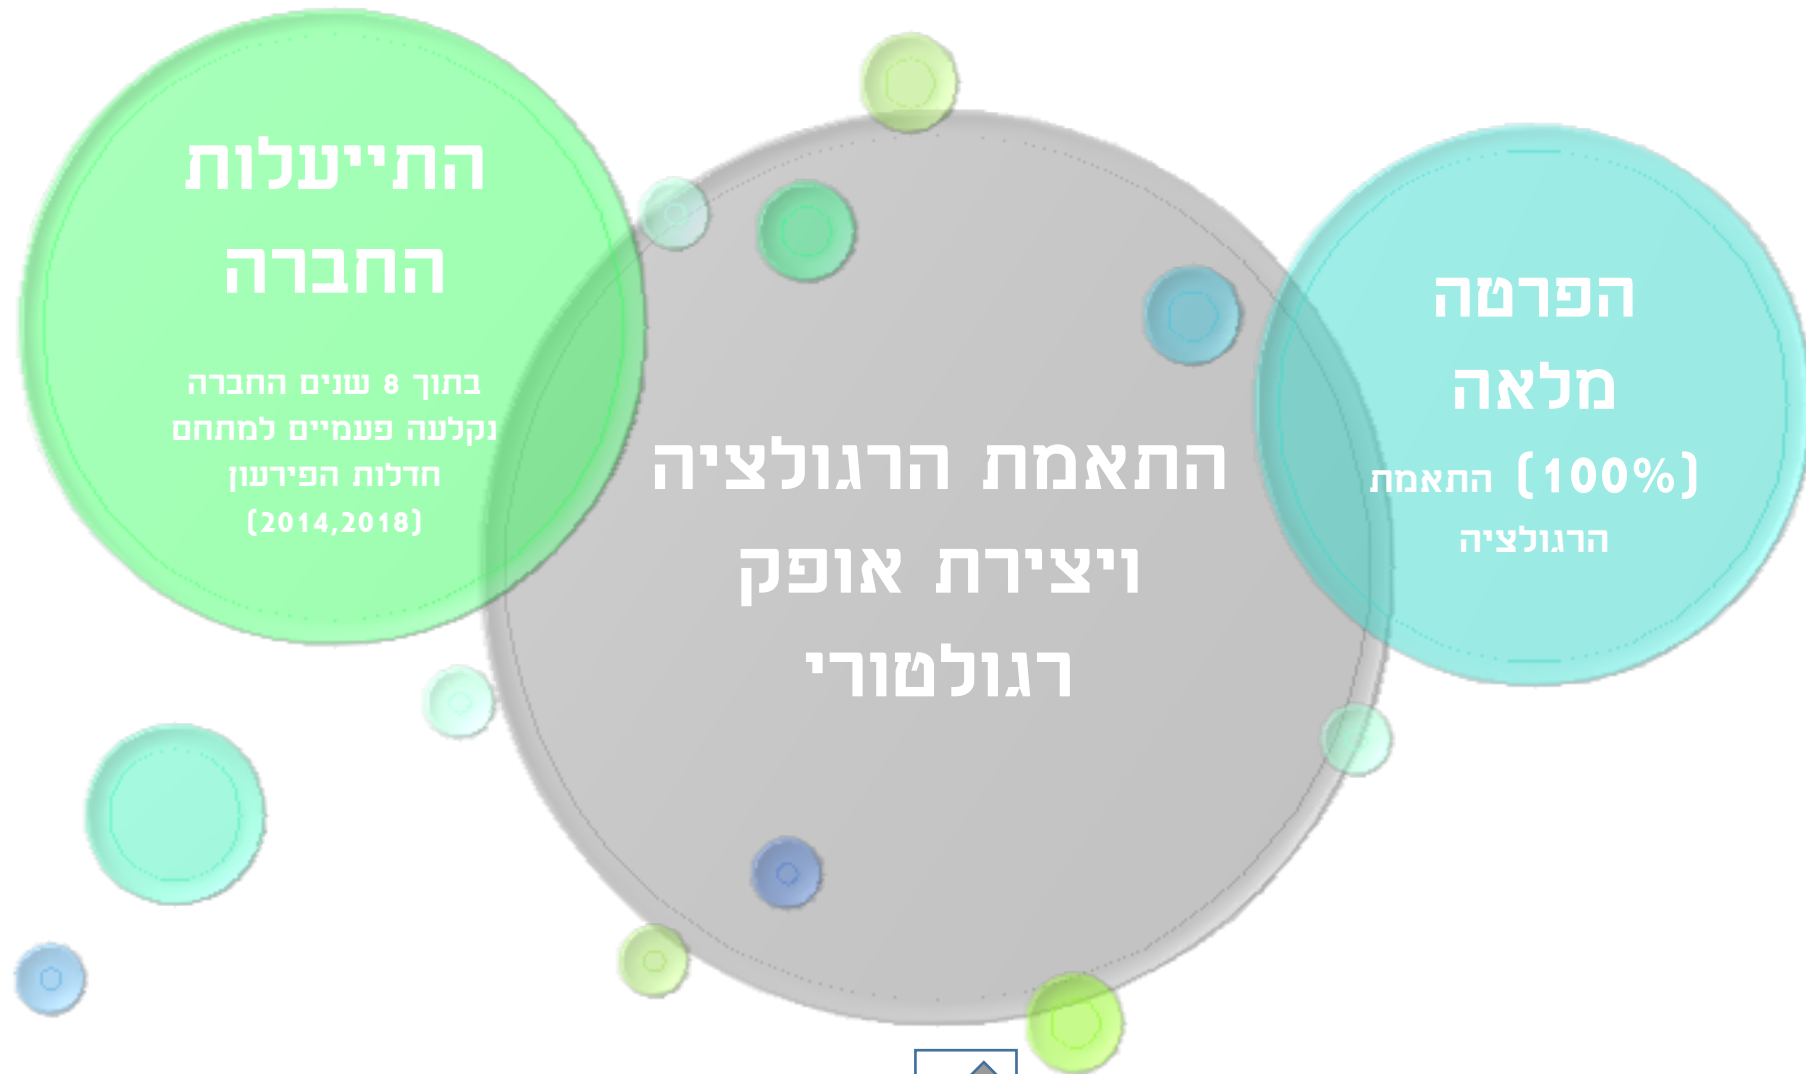 הפרטה
מלאה
(100%) התאמת
הרגולציה
התאמת הרגולציה
ויצירת אופק
רגולטורי
התייעלות
החברה
בתוך 8 שנים החברה
נקלעה פעמיים למתחם
חדלות הפירעון
(2014,2018)